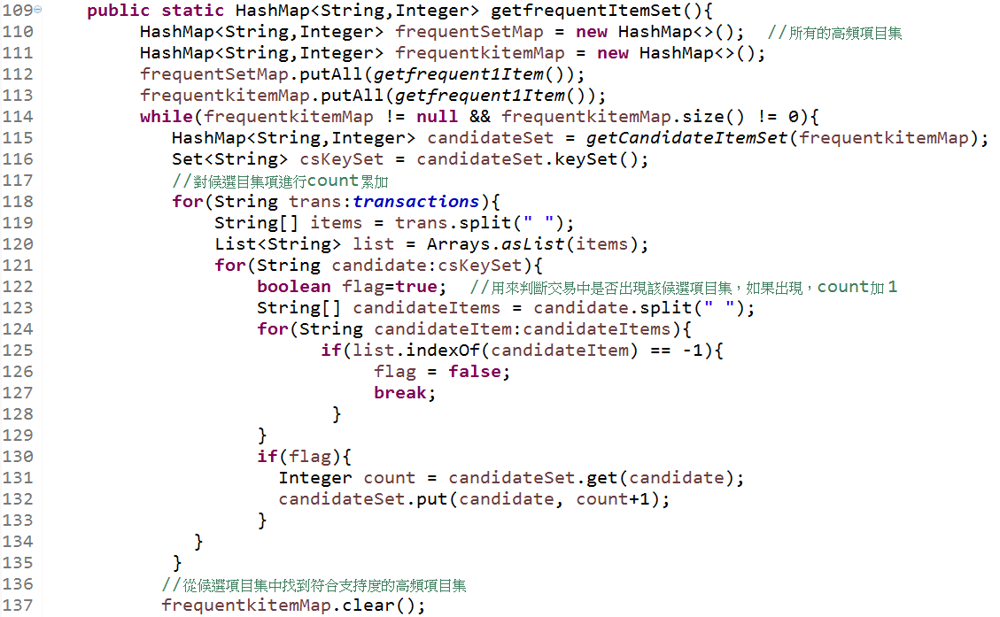 109 public static HashMap<String,Integer> getfrequentItemSet(){
110 HashMap<String,Integer> frequentSetMap = new HashMap<>(); //所有的高頻項目集
111 HashMap<String,Integer> frequentkitemMap = new HashMap<>();
112 frequentSetMap.putAll(getfrequent1Item());
113 frequentkitemMap.putAll(getfrequent1Item());
114 while(frequentkitemMap != null && frequentkitemMap.size() != 0){
115 HashMap<String,Integer> candidateSet = getCandidateItemSet(frequentkitemMap);
116 Set<String> csKeySet = candidateSet.keySet();
117 //對候選目集項進行count累加
118 for(String trans:transactions){
119 String[] items = trans.split(" ");
120 List<String> list = Arrays.asList(items);
121 for(String candidate:csKeySet){
122 boolean flag=true; //用來判斷交易中是否出現該候選項目集，如果出現，count加1
123 String[] candidateItems = candidate.split(" ");
124 for(String candidateItem:candidateItems){
125 if(list.indexOf(candidateItem) == -1){
126 flag = false;
127 break;
128 }
129 }
130 if(flag){
131 Integer count = candidateSet.get(candidate);
132 candidateSet.put(candidate, count+1);
133 }
134 }
135 }
136 //從候選項目集中找到符合支持度的高頻項目集
137 frequentkitemMap.clear();